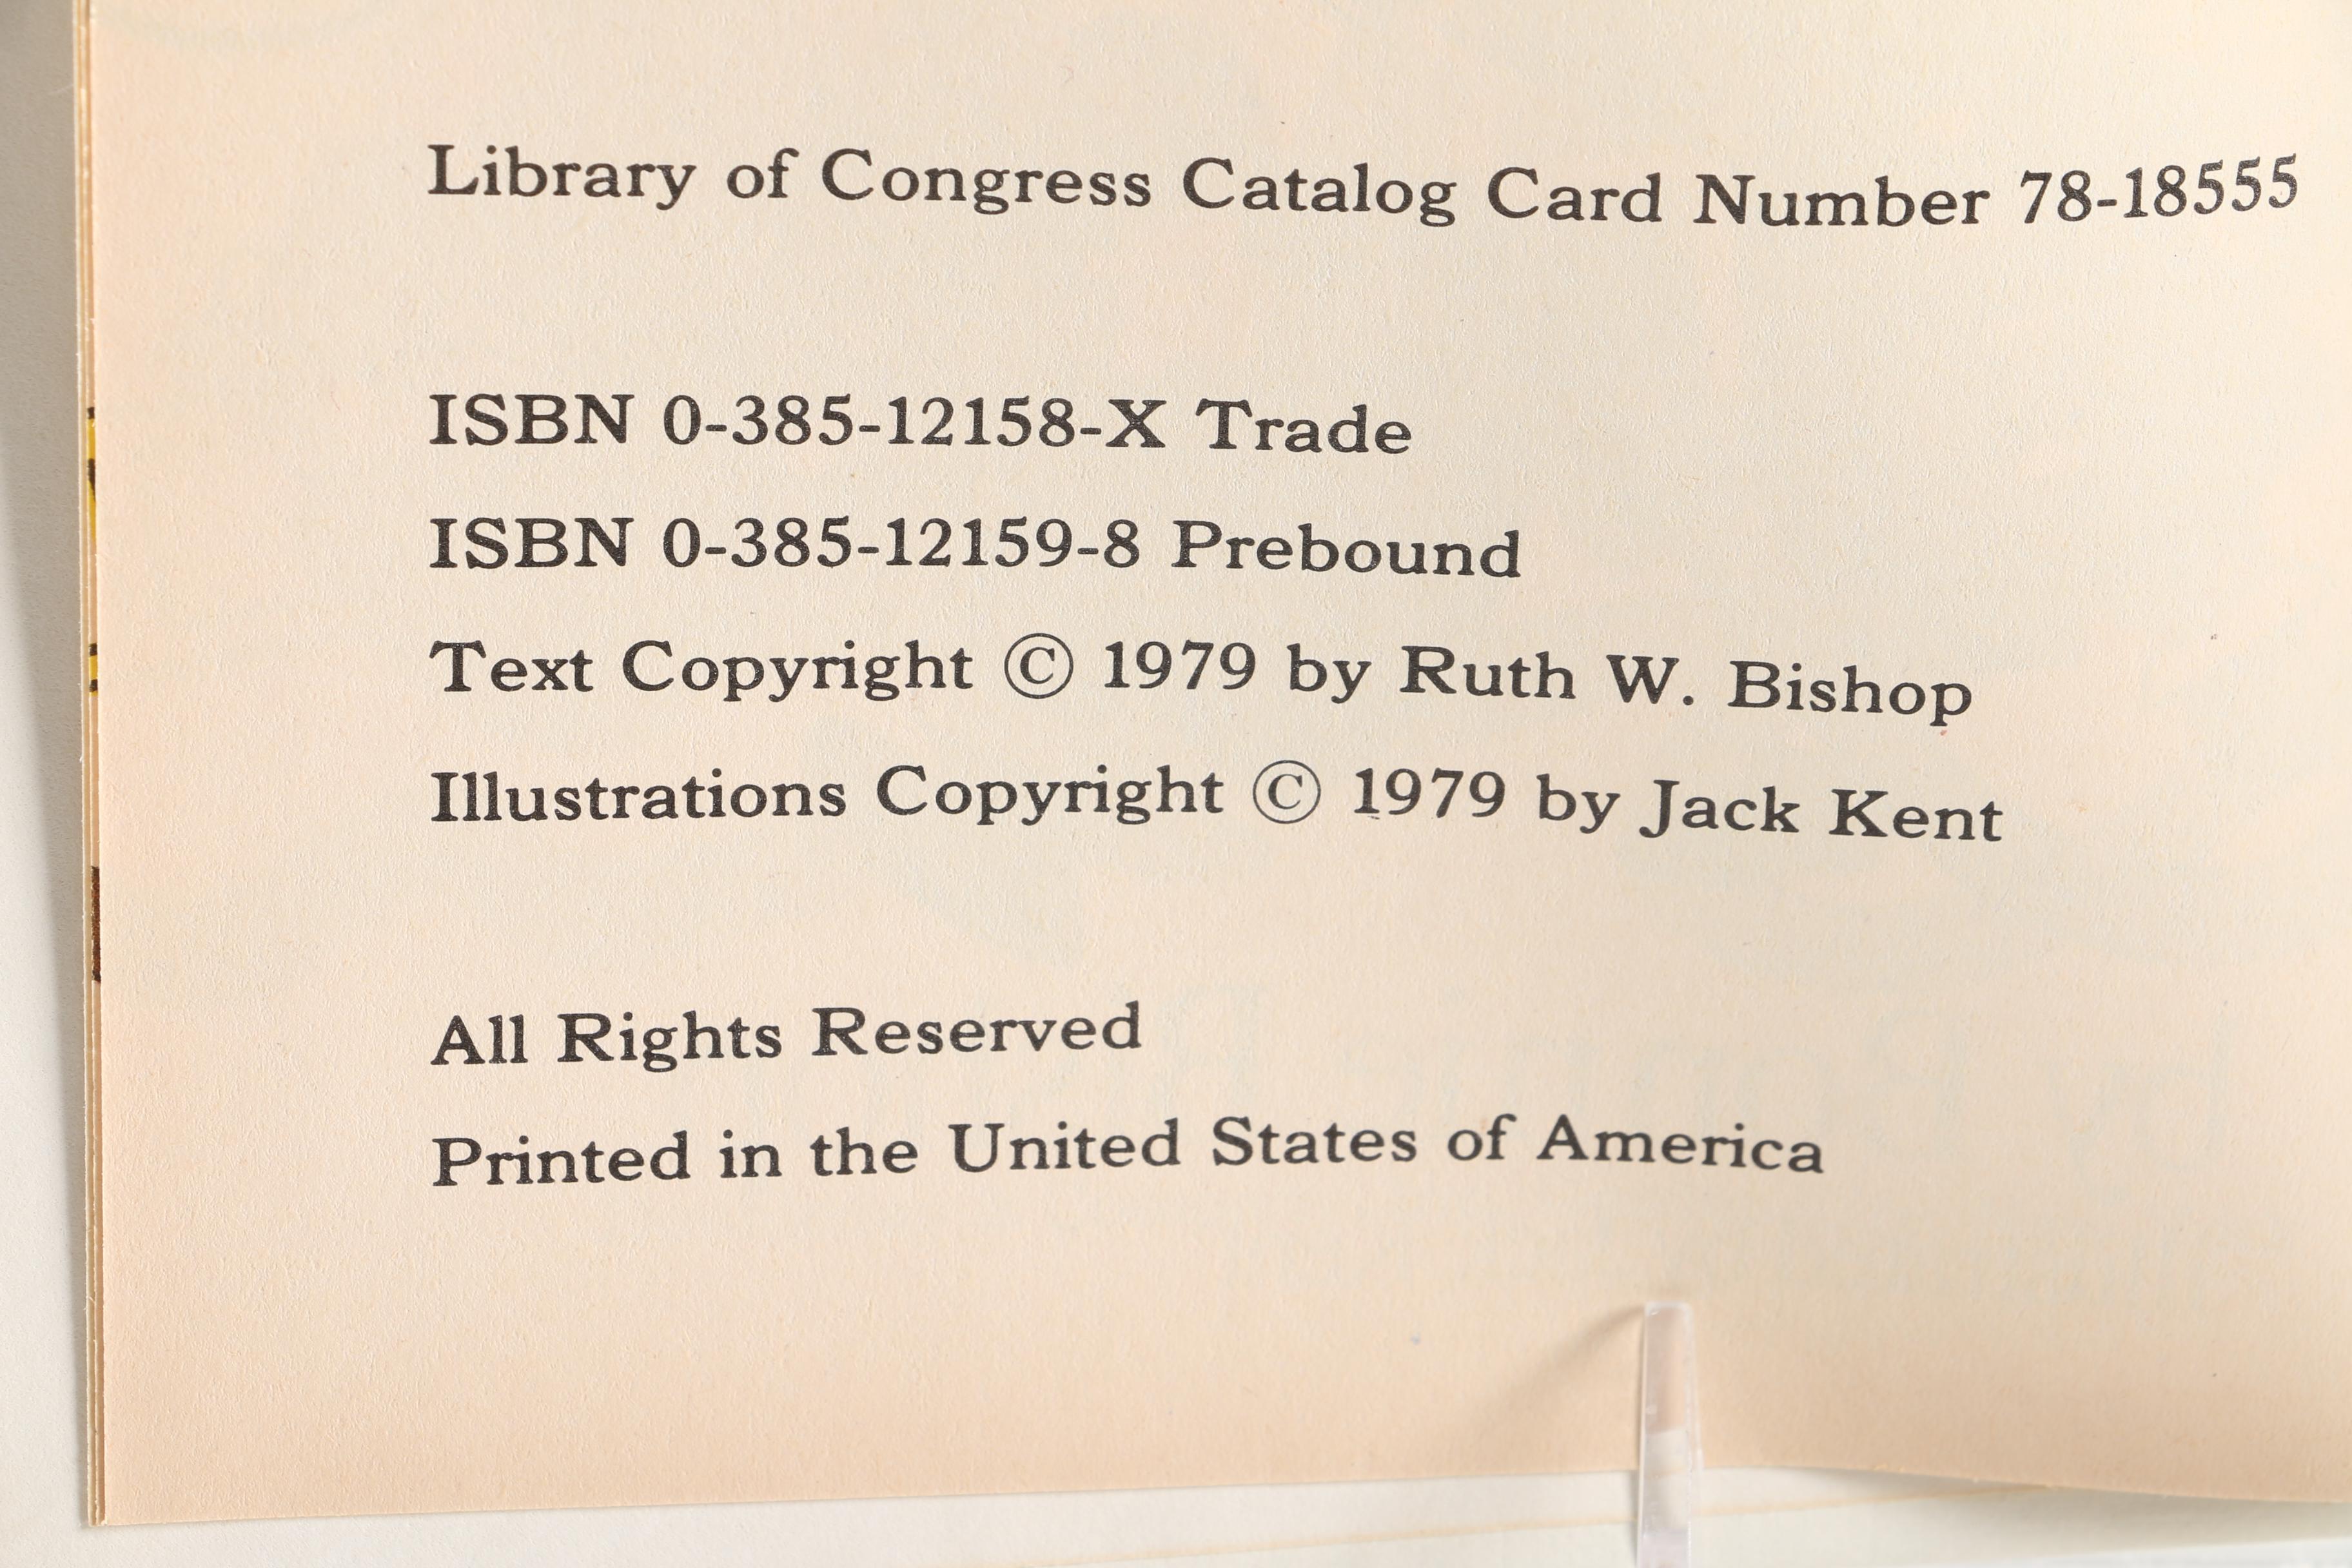 Library of Congress Catalog Card Number 78-18555
ISBN 0-385-12158-X Trade
ISBN 0-385-12159-8 Prebound
Text Copyright © 1979 by Ruth W. Bishop
Illustrations Copyright © 1979 by Jack Kent
All Rights Reserved
Printed in the United States of America